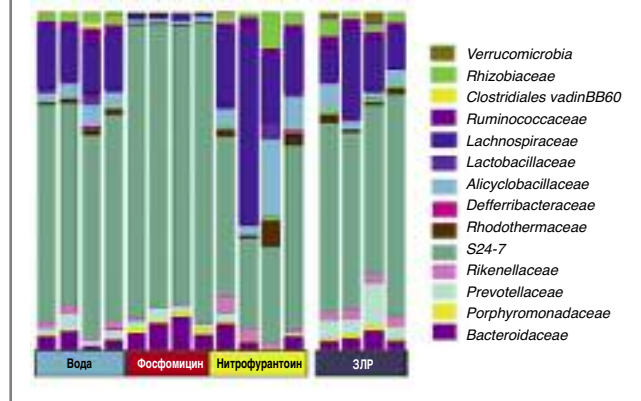 Verrucomicrobia
Rhizobiaceae
Clostridiales vadinBB60
Ruminococcaceae
Lachnospiraceae
Lactobacillaceae
Alicyclobacillaceae
Defferribacteraceae
Rhodothermaceae
S24-7
Rikenellaceae
Prevotellaceae
Porphyromonadaceae
Bacteroidaceae
Вода Фосфомицин Нитрофурантоин ЗЛР